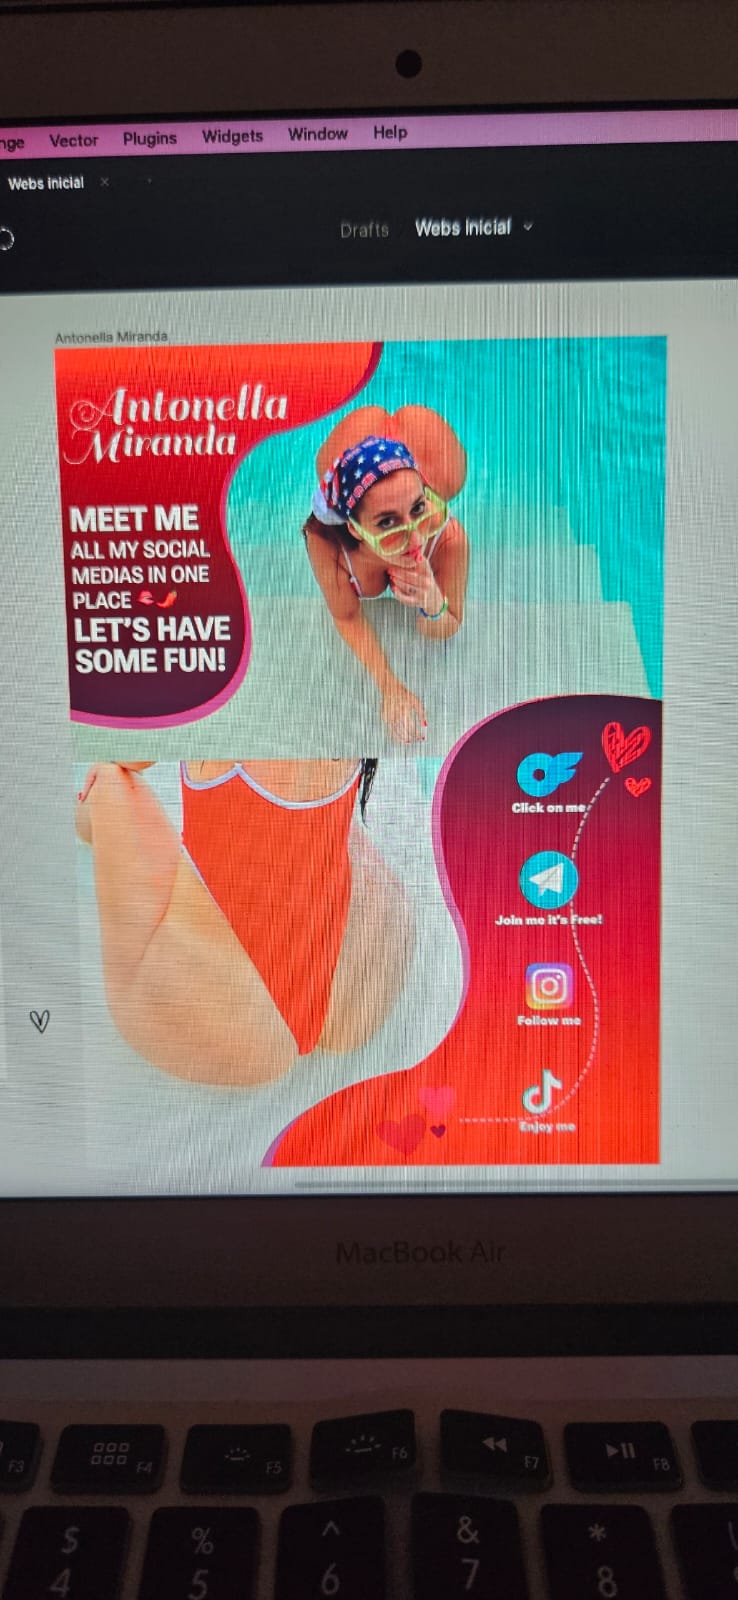 nge Vector Plugins Widgets Window Help
Webs inicial ×
Drafts Webs Inicial
Antonella Miranda
Antonella
Miranda
MEET ME
ALL MY SOCIAL
MEDIAS IN ONE
PLACE
LET'S HAVE
SOME FUN!
OF
Click on me
Join me it's Free!
Follow me
Enjoy me
MacBook Air
F3 F4 F5 F6 F7 F8
$ % ^ & *
4 5 6 7 8